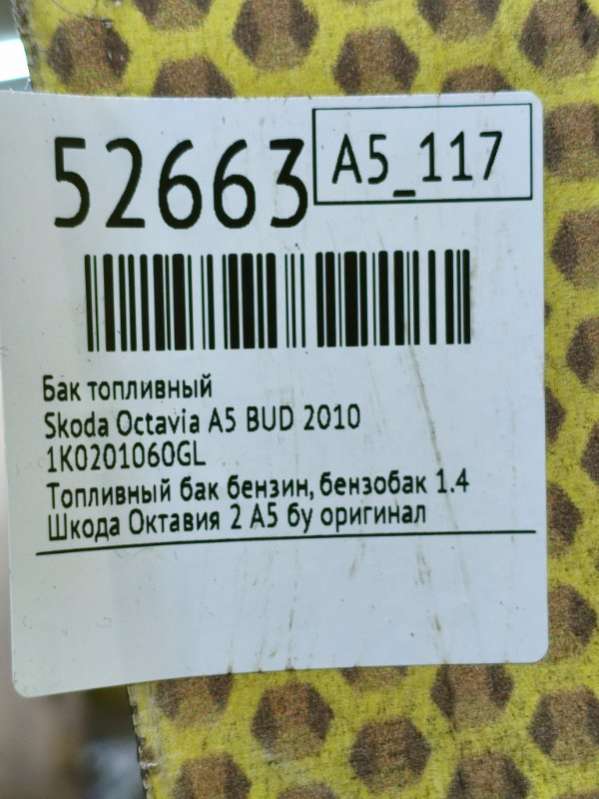 52663
A5_117
Бак топливный
Skoda Octavia A5 BUD 2010
1K0201060GL
Топливный бак бензин, бензобак 1.4
Шкода Октавия 2 А5 бу оригинал